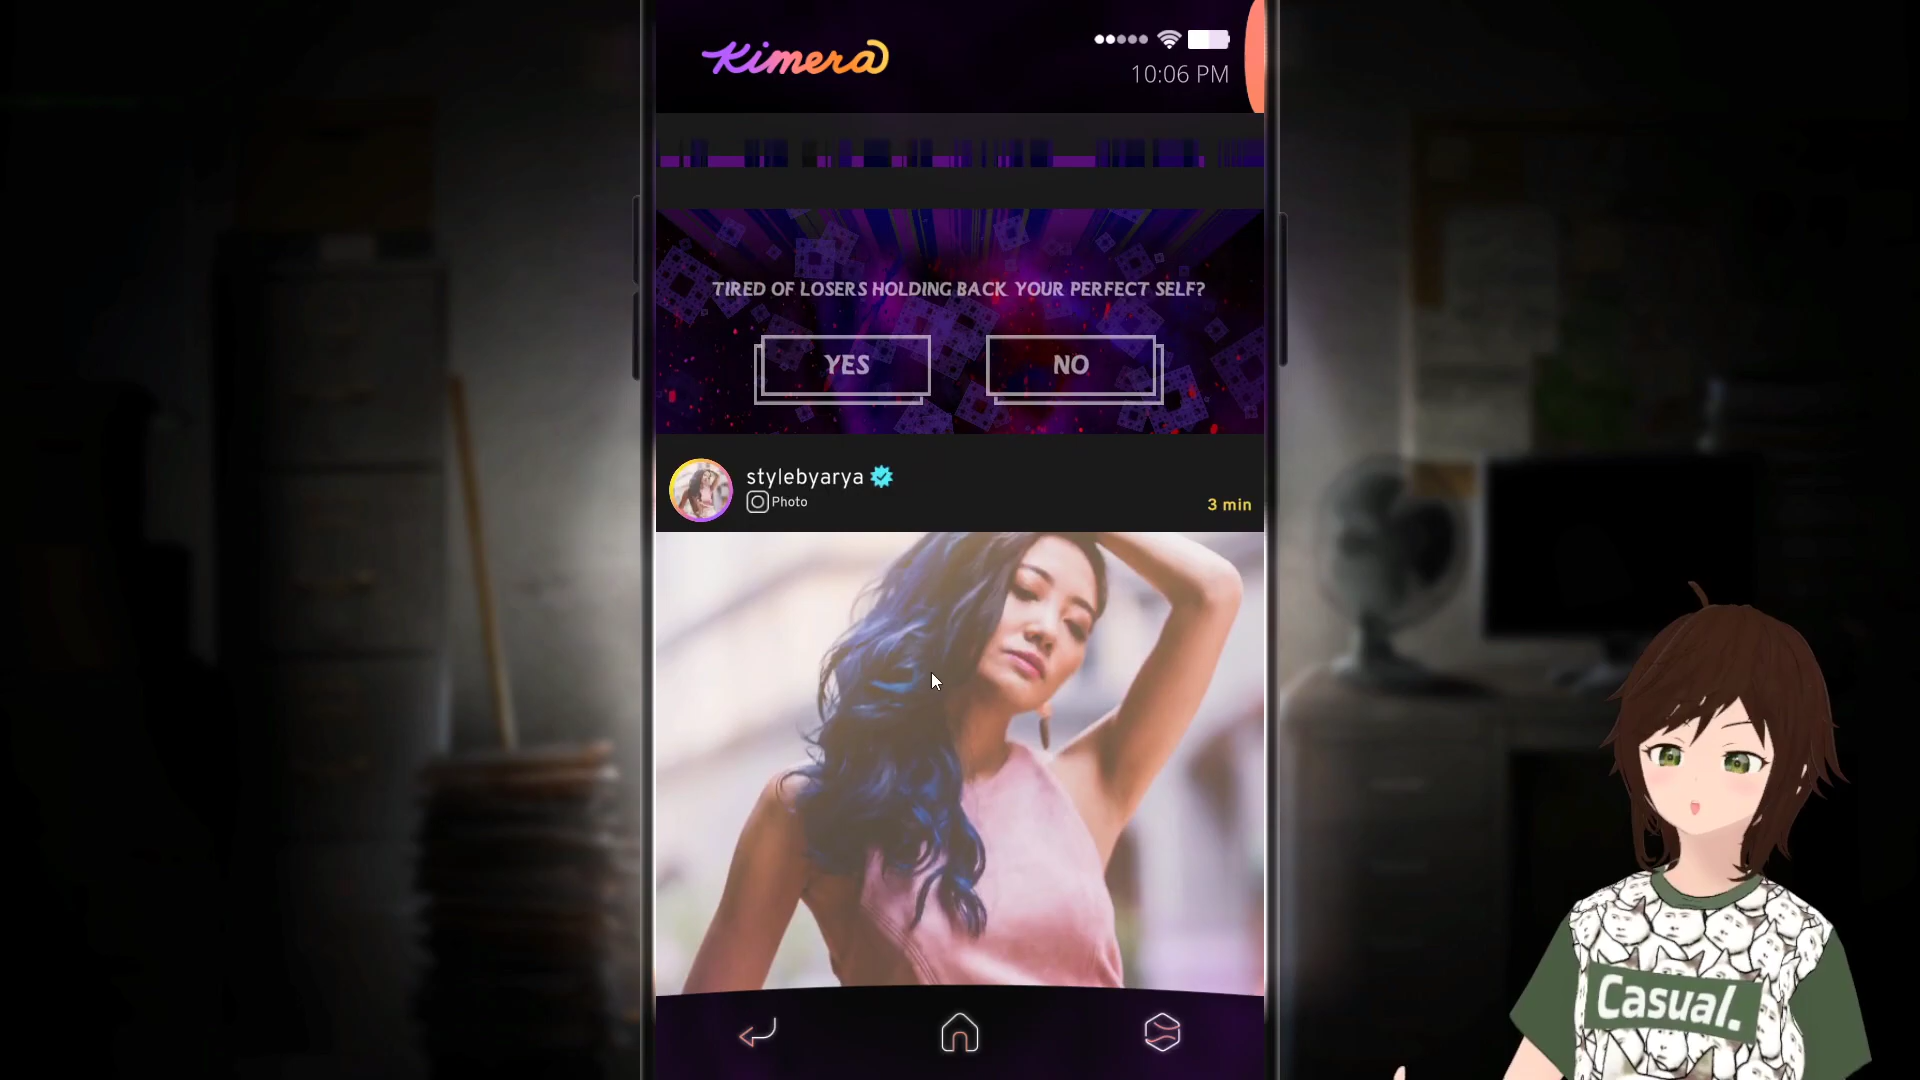 Kimera
10:06 PM
TIRED OF LOSERS HOLDING BACK YOUR PERFECT SELF?
YES
NO
stylebyarya
Photo
3 min
Casual.